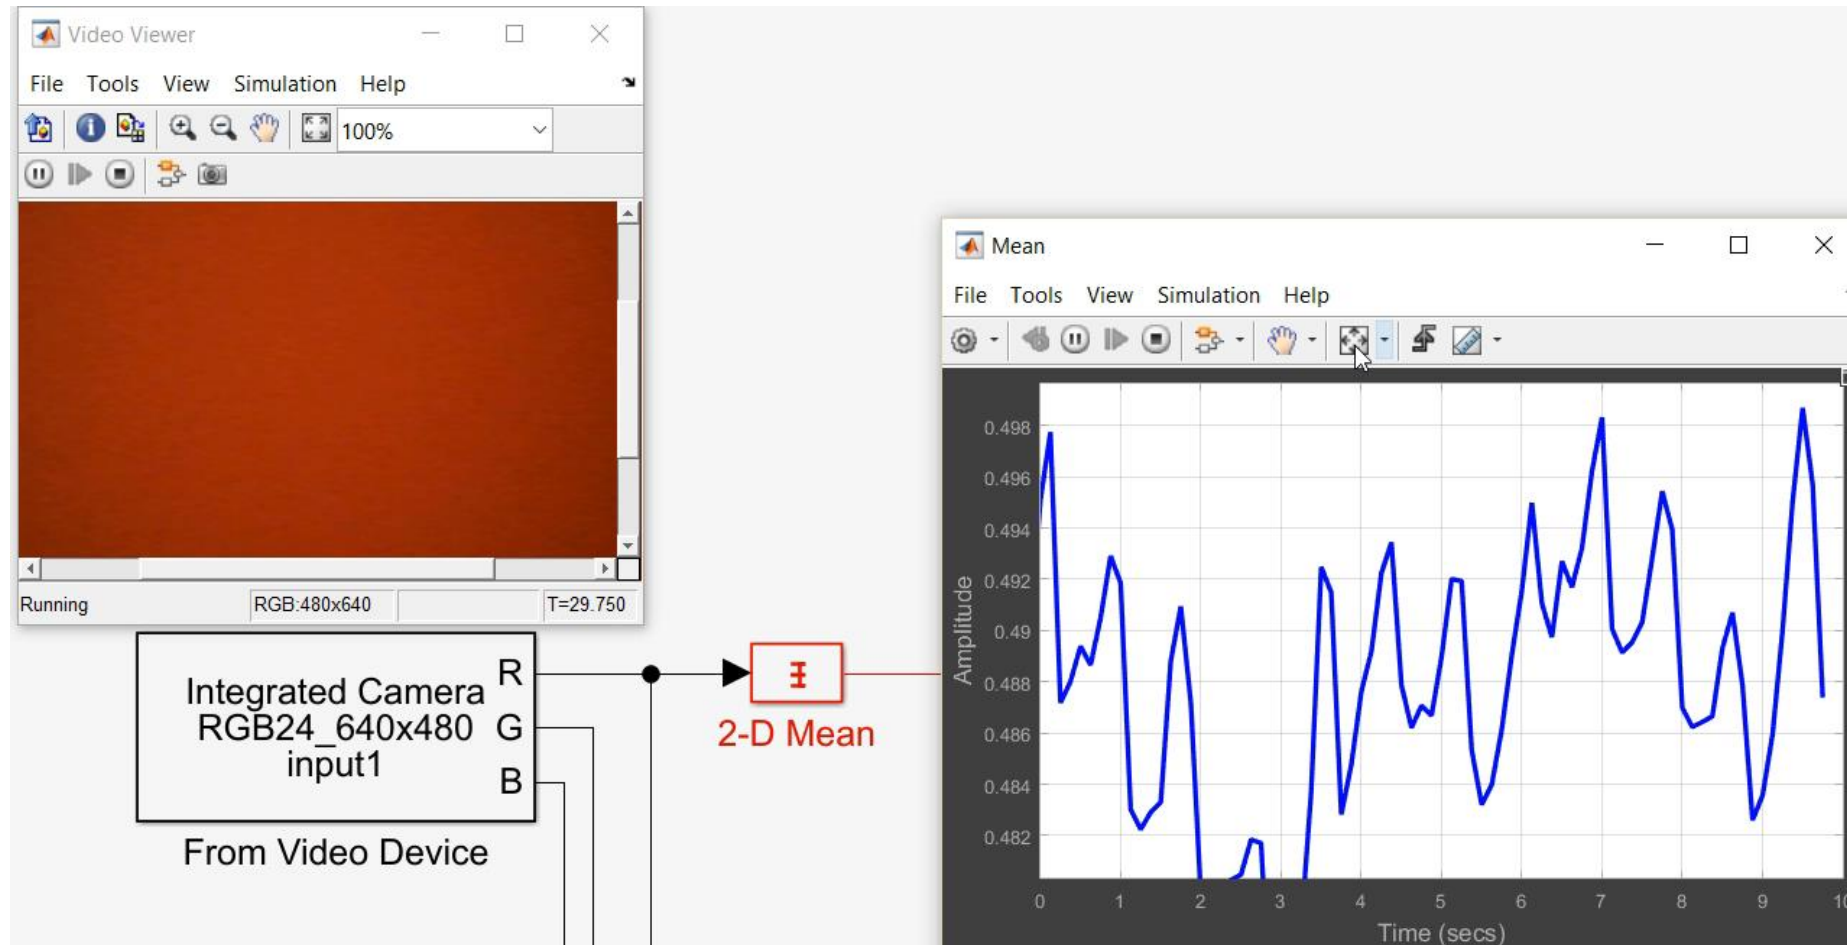 Video Viewer
File Tools View Simulation Help
100%
Running RGB:480x640 T=29.750
Integrated Camera
RGB24_640x480
input1
R
G
B
From Video Device
2-D Mean
Mean
File Tools View Simulation Help
Amplitude
0.498
0.496
0.494
0.492
0.49
0.488
0.486
0.484
0.482
0 1 2 3 4 5 6 7 8 9 10
Time (secs)